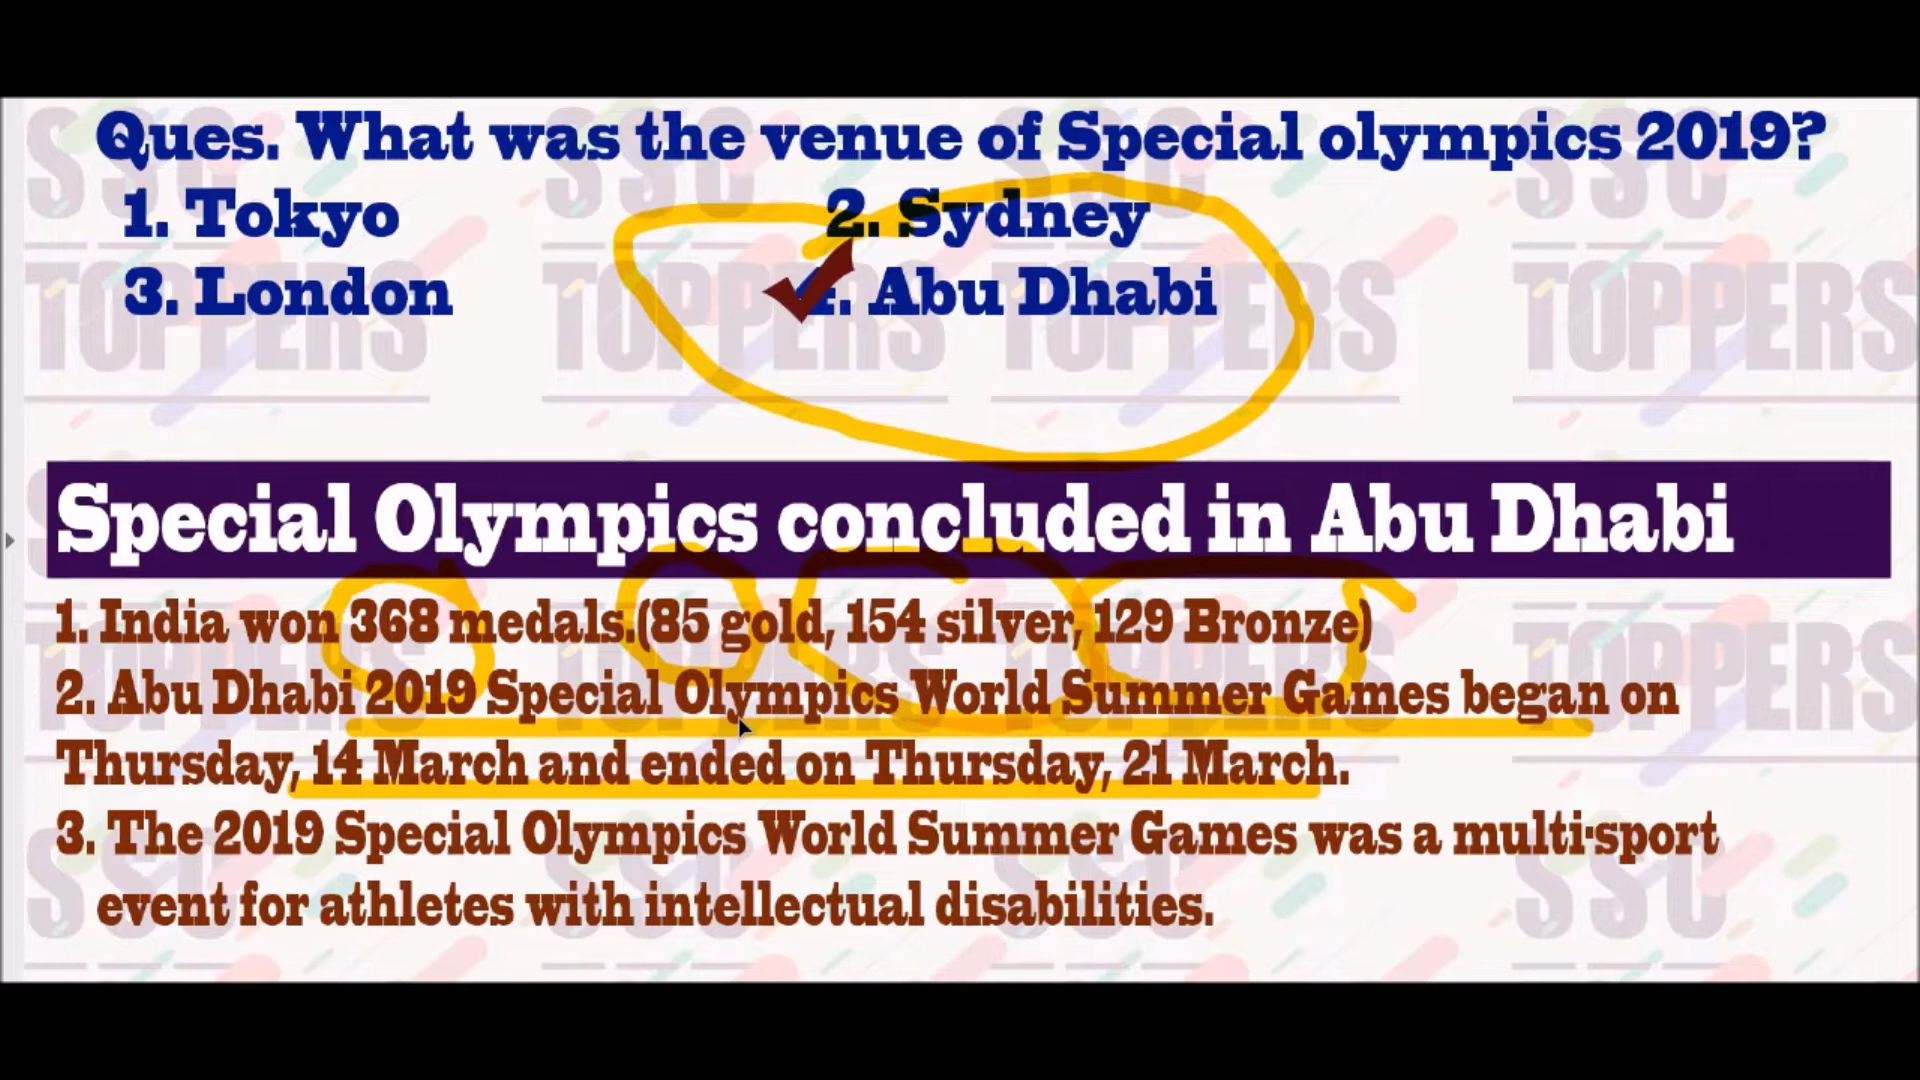 Ques. What was the venue of Special olympics 2019?
1. Tokyo 2. Sydney
3. London 4. Abu Dhabi
Special Olympics concluded in Abu Dhabi
1. India won 368 medals.(85 gold, 154 silver, 129 Bronze)
2. Abu Dhabi 2019 Special Olympics World Summer Games began on
Thursday, 14 March and ended on Thursday, 21 March.
3. The 2019 Special Olympics World Summer Games was a multi-sport
event for athletes with intellectual disabilities.
SSC TOPPERS